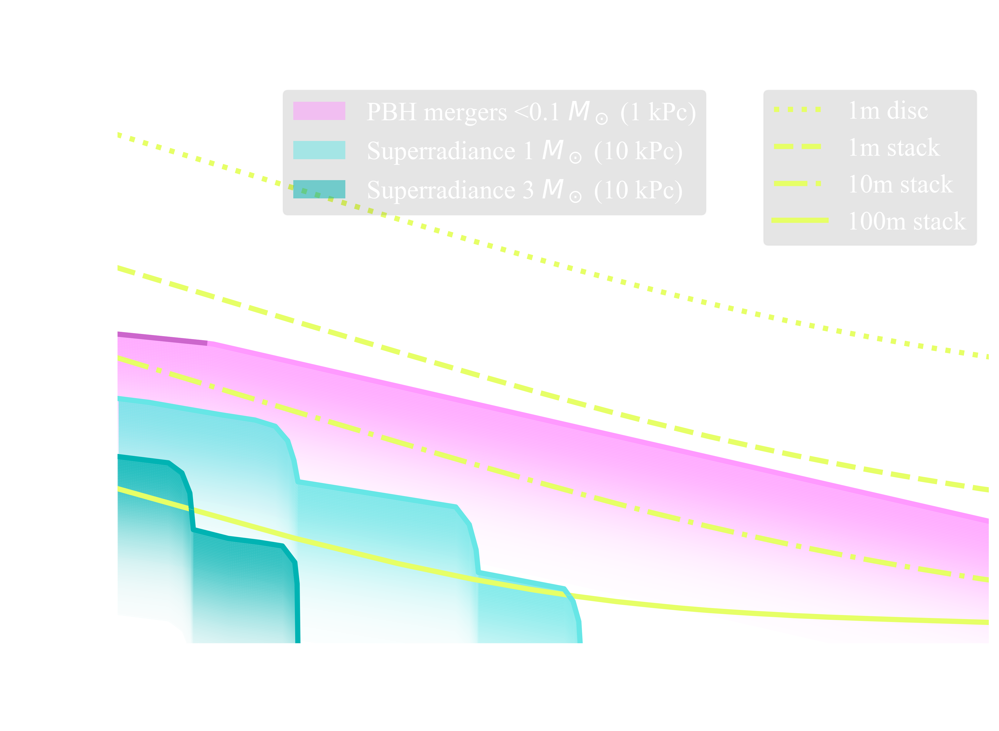 PBH mergers <0.1 M☉ (1 kPc)
Superradiance 1 M☉ (10 kPc)
Superradiance 3 M☉ (10 kPc)
1m disc
1m stack
10m stack
100m stack